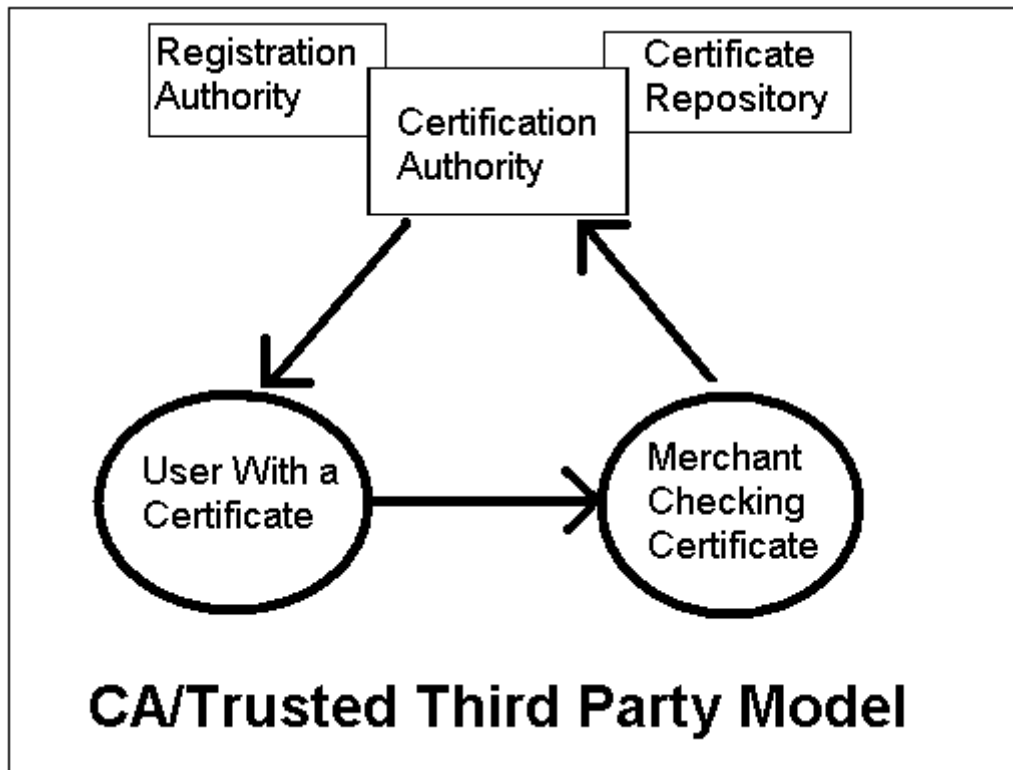 Registration
Authority
Certificate
Repository
Certification
Authority
User With a
Certificate
Merchant
Checking
Certificate
CA/Trusted Third Party Model